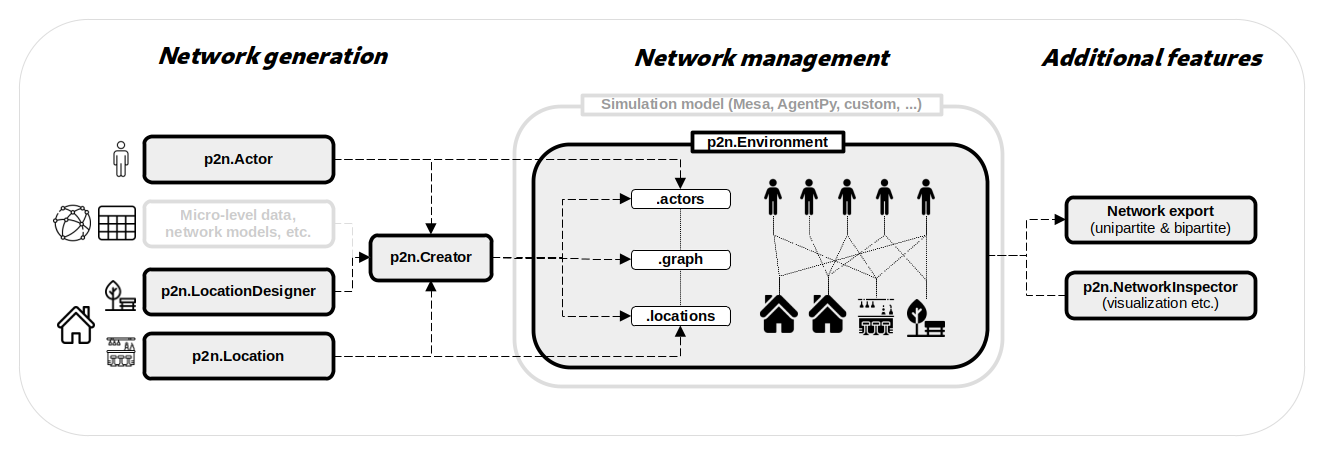 Network generation
Network management
Additional features
Simulation model (Mesa, AgentPy, custom, ...)
p2n.Environment
p2n.Actor
Micro-level data,
network models, etc.
p2n.Creator
p2n.LocationDesigner
p2n.Location
.actors
.graph
.locations
Network export
(unipartite & bipartite)
p2n.NetworkInspector
(visualization etc.)